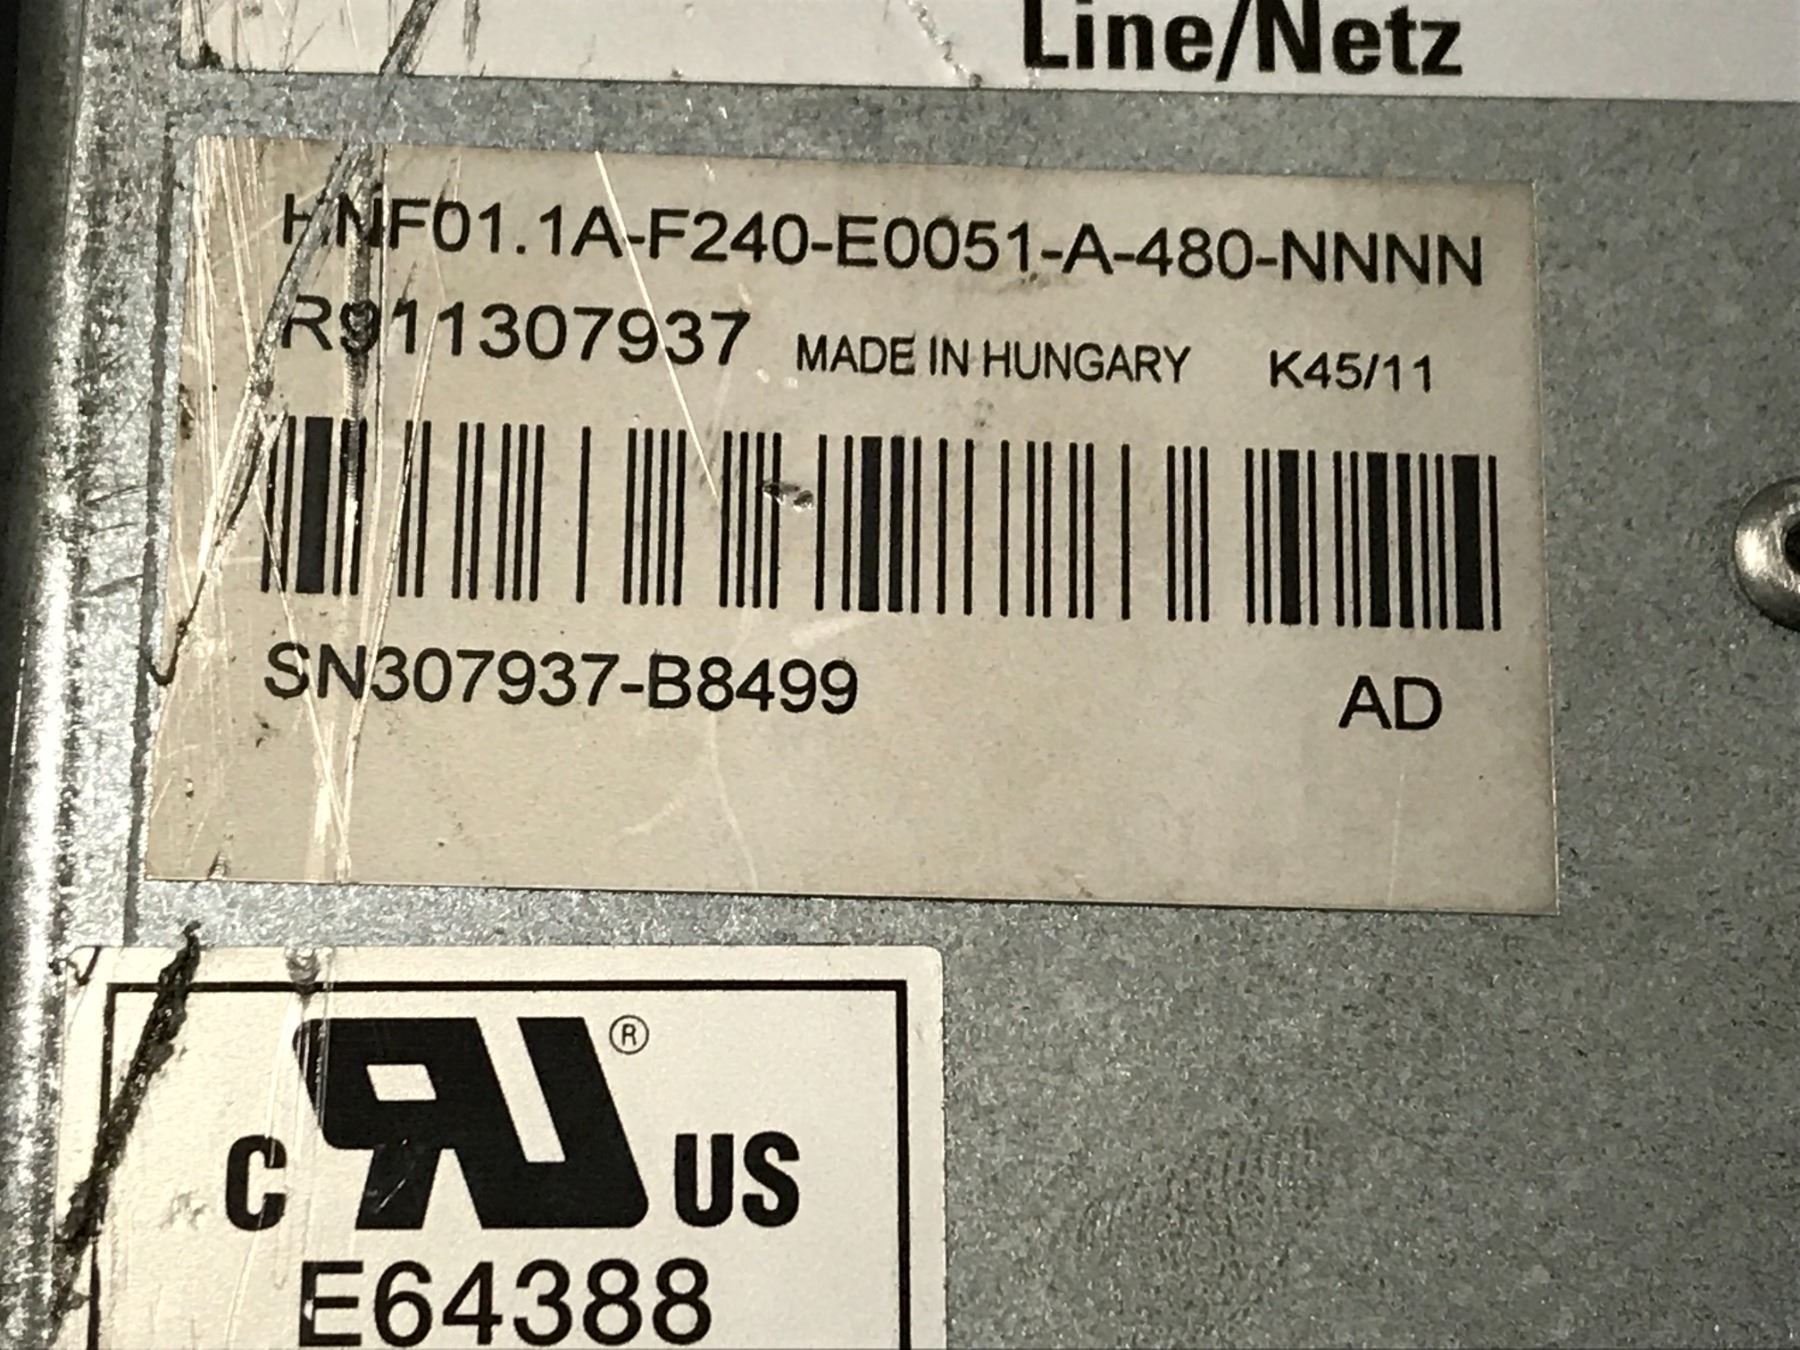 Line/Netz
HNF01.1A-F240-E0051-A-480-NNNN
R911307937 MADE IN HUNGARY K45/11
SN307937-B8499 AD
®
C US
E64388